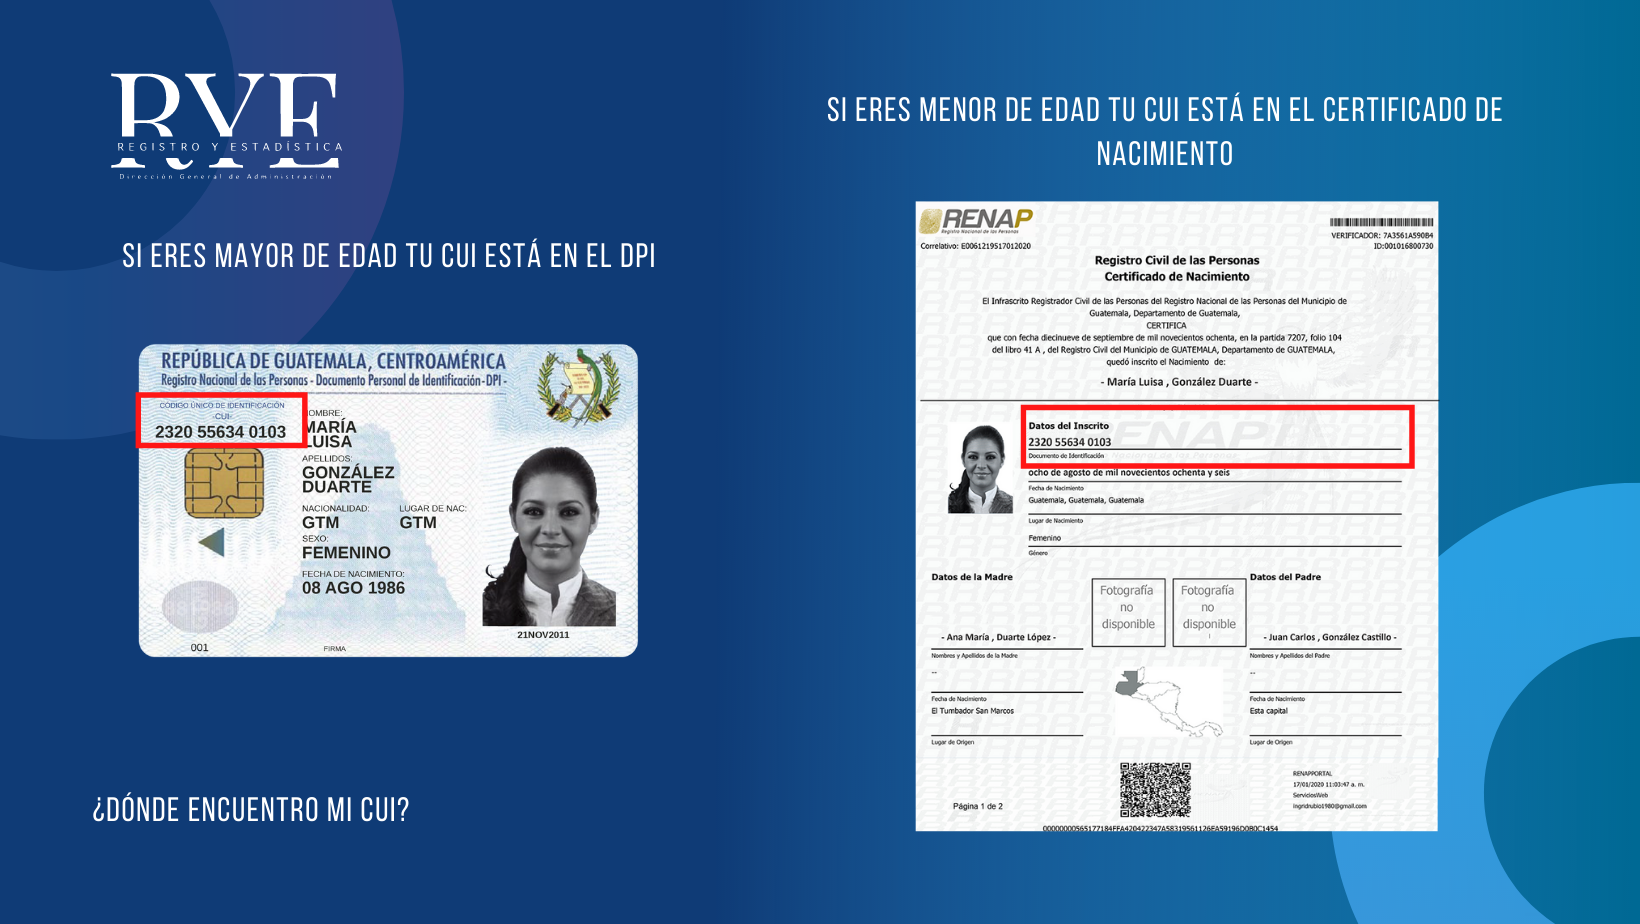 RYE
REGISTRO Y ESTADÍSTICA
Dirección General de Administración
SI ERES MAYOR DE EDAD TU CUI ESTÁ EN EL DPI
REPÚBLICA DE GUATEMALA, CENTROAMÉRICA
Registro Nacional de las Personas - Documento Personal de Identificación-DPI -
CÓDIGO ÚNICO DE IDENTIFICACIÓN
-CUI-
2320 55634 0103
NOMBRE:
MARÍA
LUISA
APELLIDOS:
GONZÁLEZ
DUARTE
NACIONALIDAD:
GTM
LUGAR DE NAC:
GTM
SEXO:
FEMENINO
FECHA DE NACIMIENTO:
08 AGO 1986
21NOV2011
001
FIRMA
¿DÓNDE ENCUENTRO MI CUI?
SI ERES MENOR DE EDAD TU CUI ESTÁ EN EL CERTIFICADO DE
NACIMIENTO
RENAP
Registro Nacional de las Personas
Correlativo: E0061219517012020
VERIFICADOR: 7A3561A590B4
ID:001016800730
Registro Civil de las Personas
Certificado de Nacimiento
El Infrascrito Registrador Civil de las Personas del Registro Nacional de las Personas del Municipio de
Guatemala, Departamento de Guatemala,
CERTIFICA
que con fecha diecinueve de septiembre de mil novecientos ochenta, en la partida 7207, folio 104
del libro 41 A , del Registro Civil del Municipio de GUATEMALA, Departamento de GUATEMALA,
quedó inscrito el Nacimiento de:
- María Luisa , González Duarte -
Datos del Inscrito
2320 55634 0103
Documento de Identificación
ocho de agosto de mil novecientos ochenta y seis
Fecha de Nacimiento
Guatemala, Guatemala, Guatemala
Lugar de Nacimiento
Femenino
Género
Datos de la Madre
Fotografía
no
disponible
Fotografía
no
disponible
Datos del Padre
- Ana María , Duarte López -
Nombres y Apellidos de la Madre
--
Fecha de Nacimiento
El Tumbador San Marcos
Lugar de Origen
- Juan Carlos , González Castillo -
Nombres y Apellidos del Padre
--
Fecha de Nacimiento
Esta capital
Lugar de Origen
Página 1 de 2
RENAPPORTAL
17/01/2020 11:03:47 a. m.
ServiciosWeb
ingridrubio1980@gmail.com